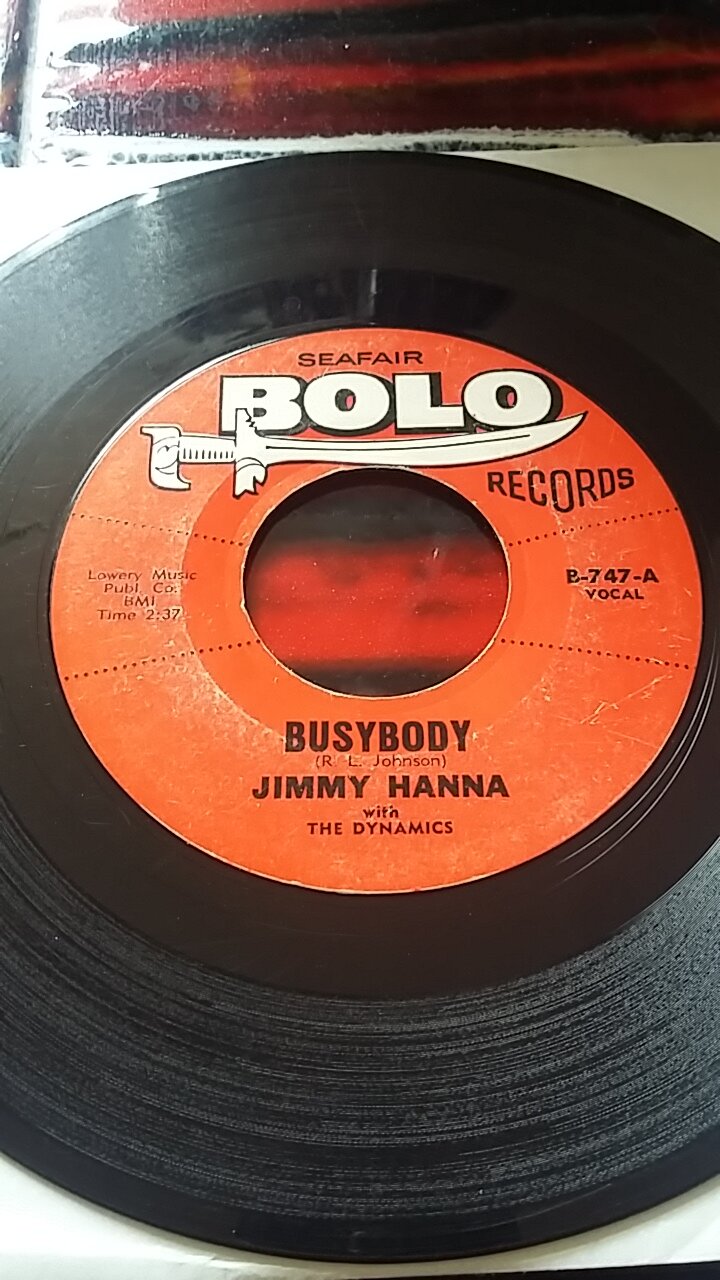 SEAFAIR
BOLO
RECORDS
Lowery Music
Publ. Co.
BMI
Time 2:37
B-747-A
VOCAL
BUSYBODY
(R. L. Johnson)
JIMMY HANNA
with
THE DYNAMICS